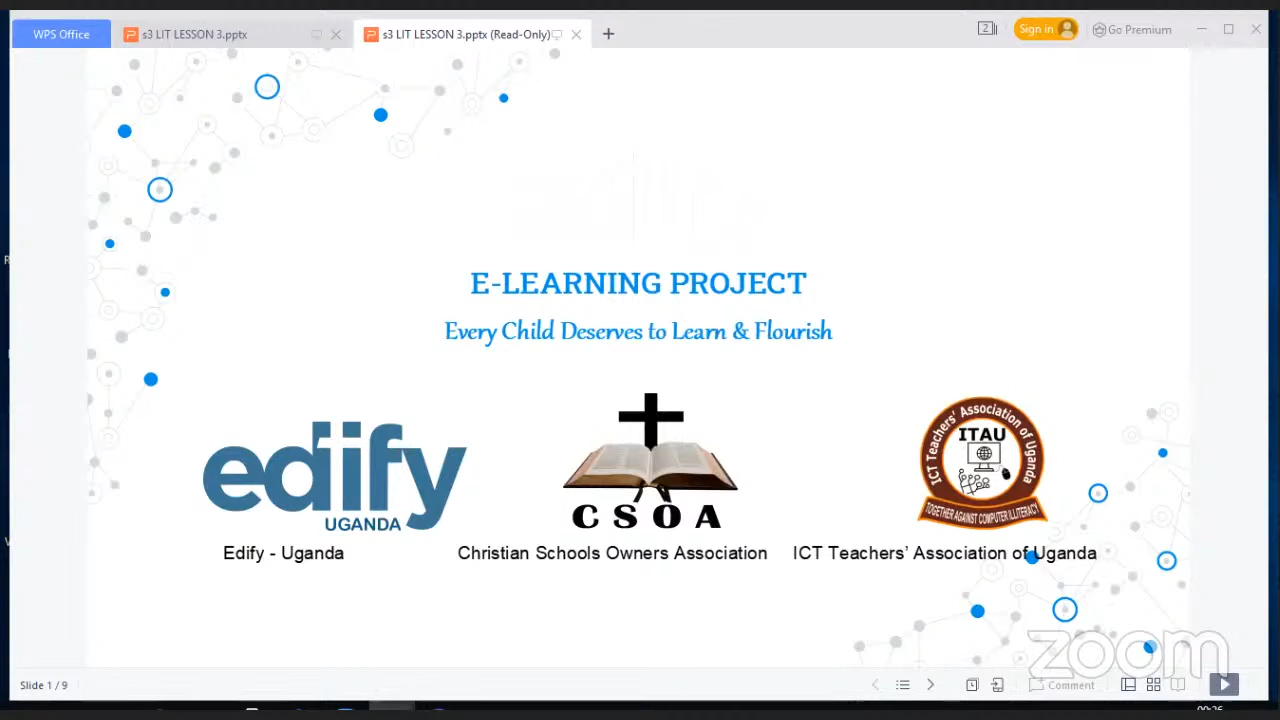 WPS Office
s3 LIT LESSON 3.pptx
s3 LIT LESSON 3.pptx (Read-Only)
2
Sign in
Go Premium
E-LEARNING PROJECT
Every Child Deserves to Learn & Flourish
edify
UGANDA
Edify - Uganda
C S O A
Christian Schools Owners Association
ICT Teachers' Association of Uganda
ITAU
TOGETHER AGAINST COMPUTER ILLITERACY
ICT Teachers’ Association of Uganda
zoom
Slide 1 / 9
Comment